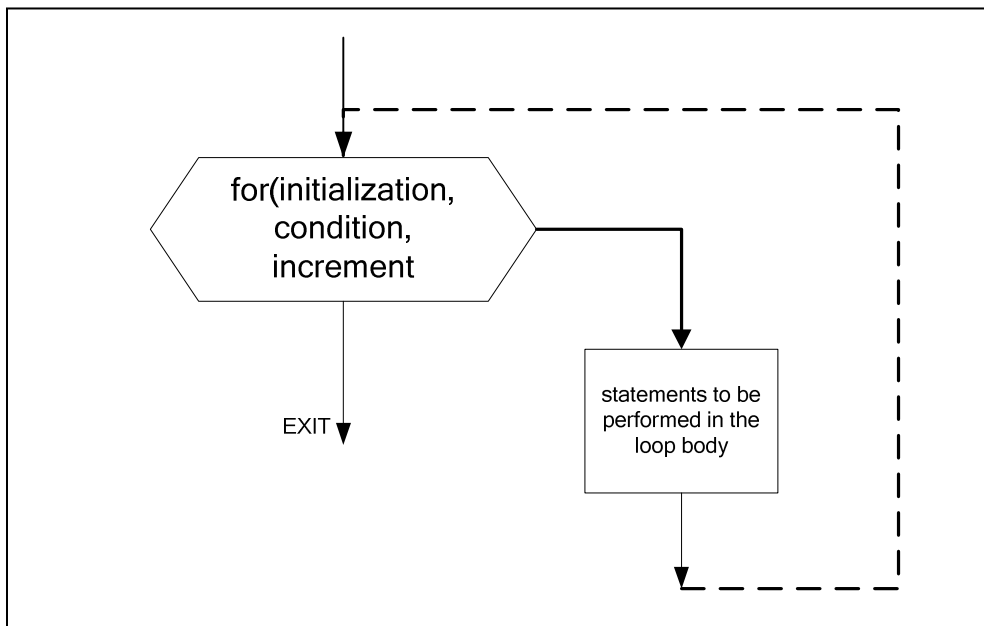 for(initialization,
condition,
increment
statements to be
performed in the
loop body
EXIT